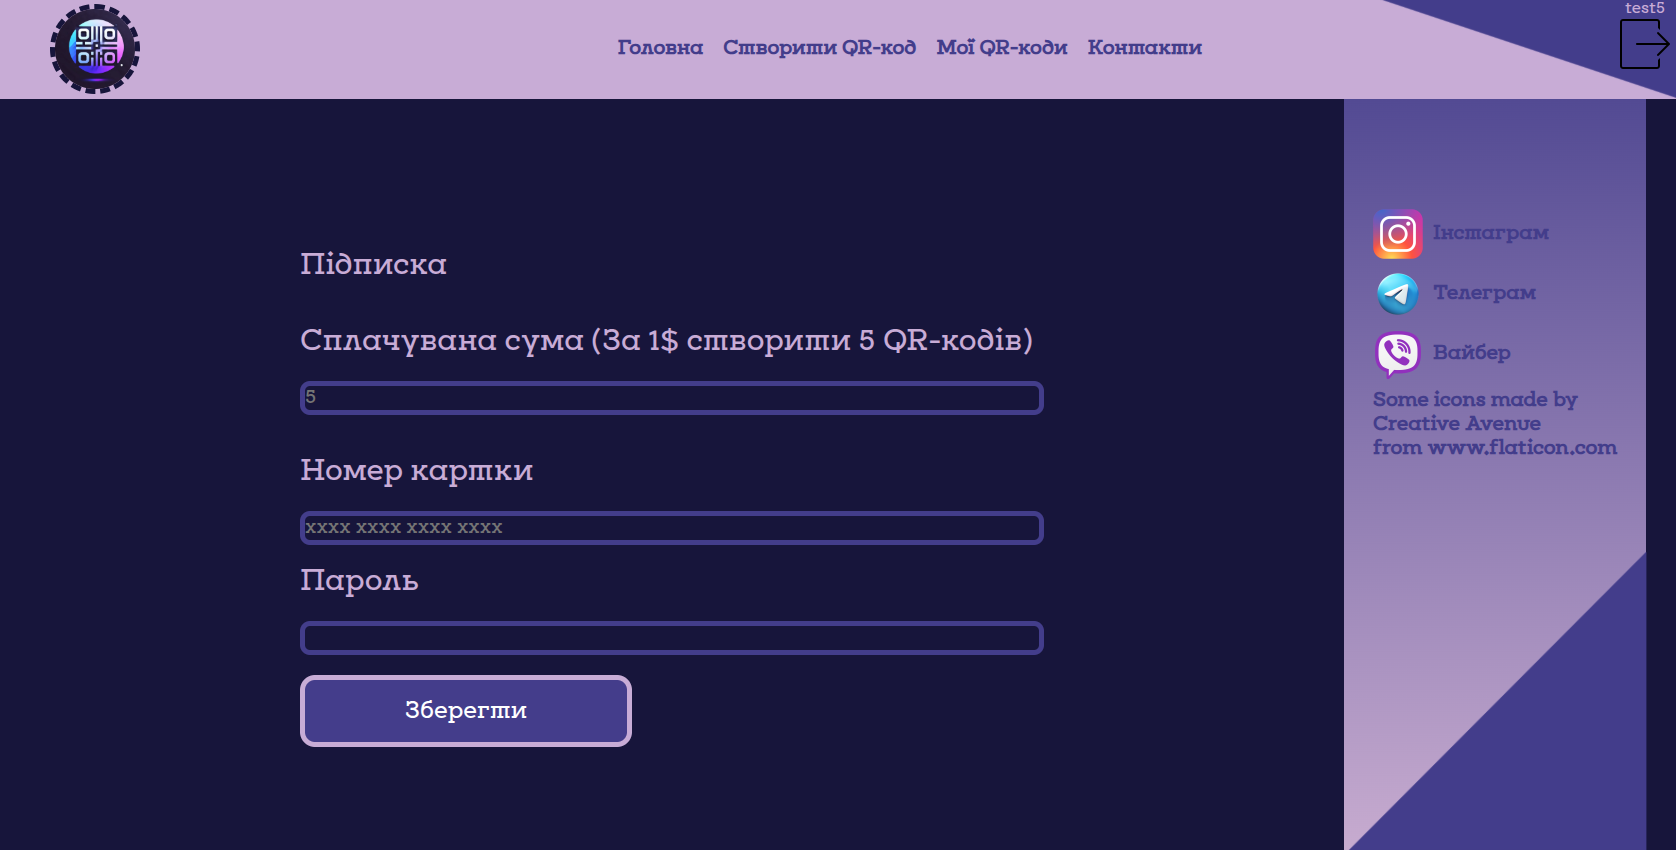 test5
Головна Створити QR-код Мої QR-коди Контакти
Підписка
Сплачувана сума (За 1$ створити 5 QR-кодів)
5
Номер картки
xxxx xxxx xxxx xxxx
Пароль
Зберегти
Інстаграм
Телеграм
Вайбер
Some icons made by
Creative Avenue
from www.flaticon.com